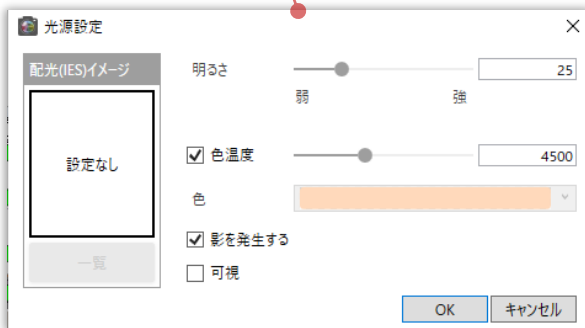 光源設定
配光(IES)イメージ
設定なし
一覧
明るさ
25
弱
強
色温度
4500
色
影を発生する
可視
OK
キャンセル